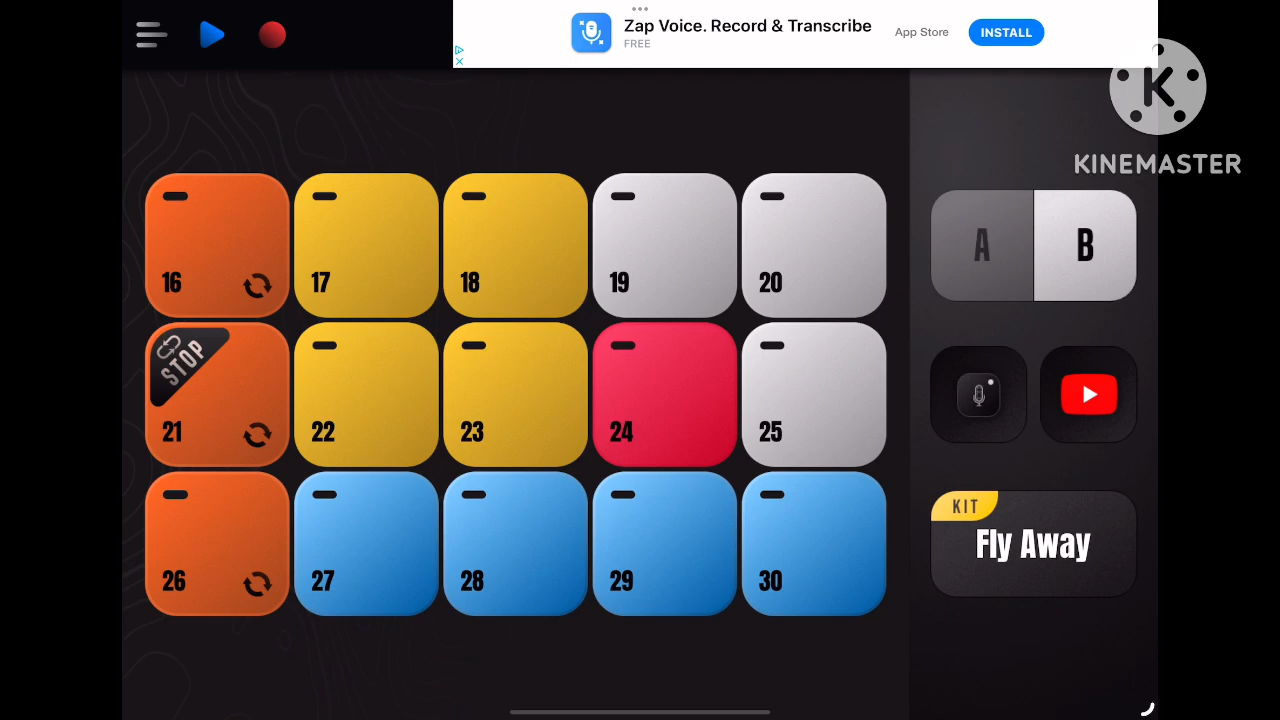 Zap Voice. Record & Transcribe
FREE
App Store
INSTALL
K
KINEMASTER
16
17
18
19
20
A
B
STOP
21
22
23
24
25
26
27
28
29
30
KIT
Fly Away